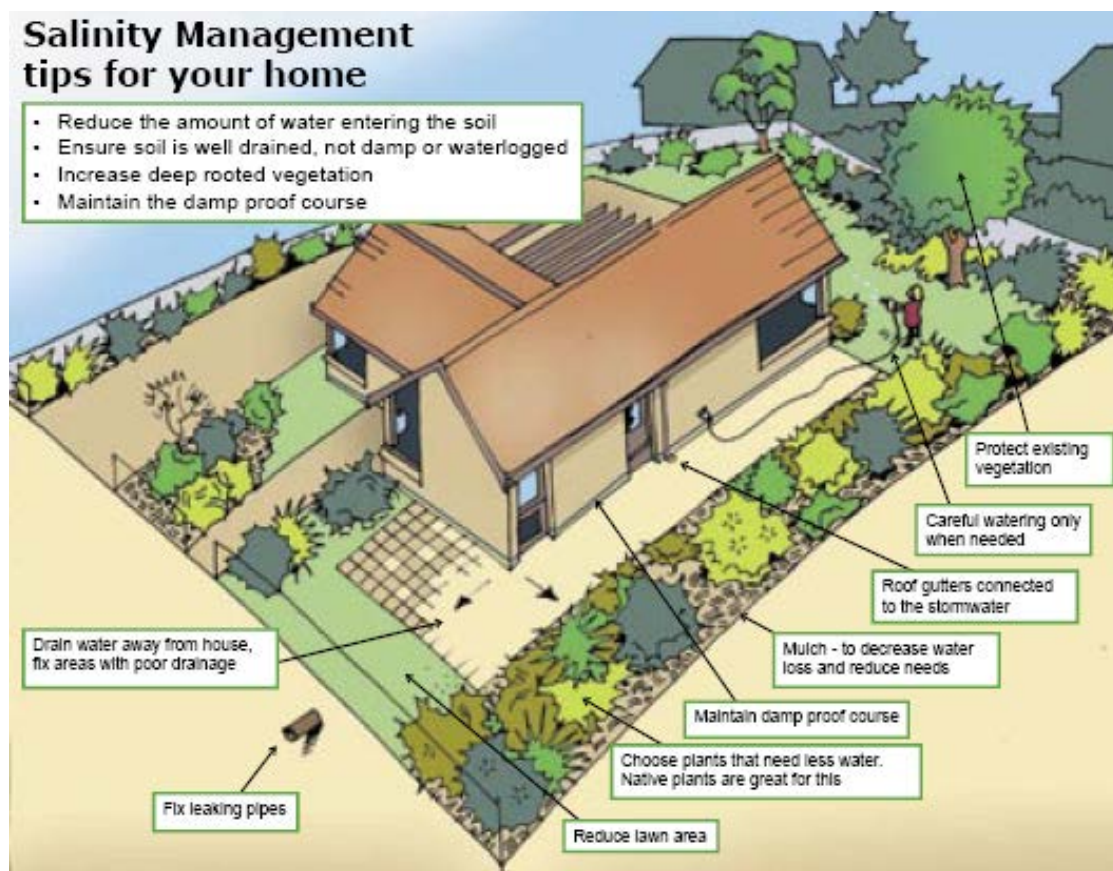 Salinity Management
tips for your home
• Reduce the amount of water entering the soil
• Ensure soil is well drained, not damp or waterlogged
• Increase deep rooted vegetation
• Maintain the damp proof course
Protect existing
vegetation
Careful watering only
when needed
Roof gutters connected
to the stormwater
Drain water away from house,
fix areas with poor drainage
Mulch - to decrease water
loss and reduce needs
Maintain damp proof course
Choose plants that need less water.
Native plants are great for this
Fix leaking pipes
Reduce lawn area